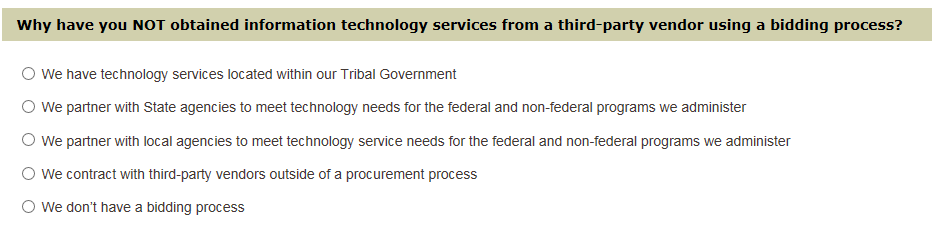 Why have you NOT obtained information technology services from a third-party vendor using a bidding process?
We have technology services located within our Tribal Government
We partner with State agencies to meet technology needs for the federal and non-federal programs we administer
We partner with local agencies to meet technology service needs for the federal and non-federal programs we administer
We contract with third-party vendors outside of a procurement process
We don't have a bidding process